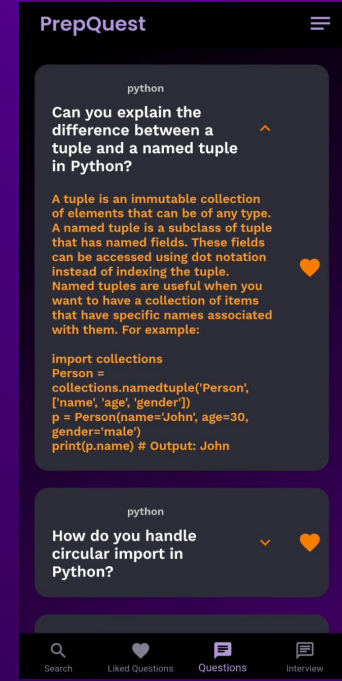 PrepQuest
python
Can you explain the
difference between a
tuple and a named tuple
in Python?
A tuple is an immutable collection
of elements that can be of any type.
A named tuple is a subclass of tuple
that has named fields. These fields
can be accessed using dot notation
instead of indexing the tuple.
Named tuples are useful when you
want to have a collection of items
that have specific names associated
with them. For example:
import collections
Person =
collections.namedtuple('Person',
['name', 'age', 'gender'])
p = Person(name='John', age=30,
gender='male')
print(p.name) # Output: John
python
How do you handle
circular import in
Python?
Search Liked Questions Questions Interview